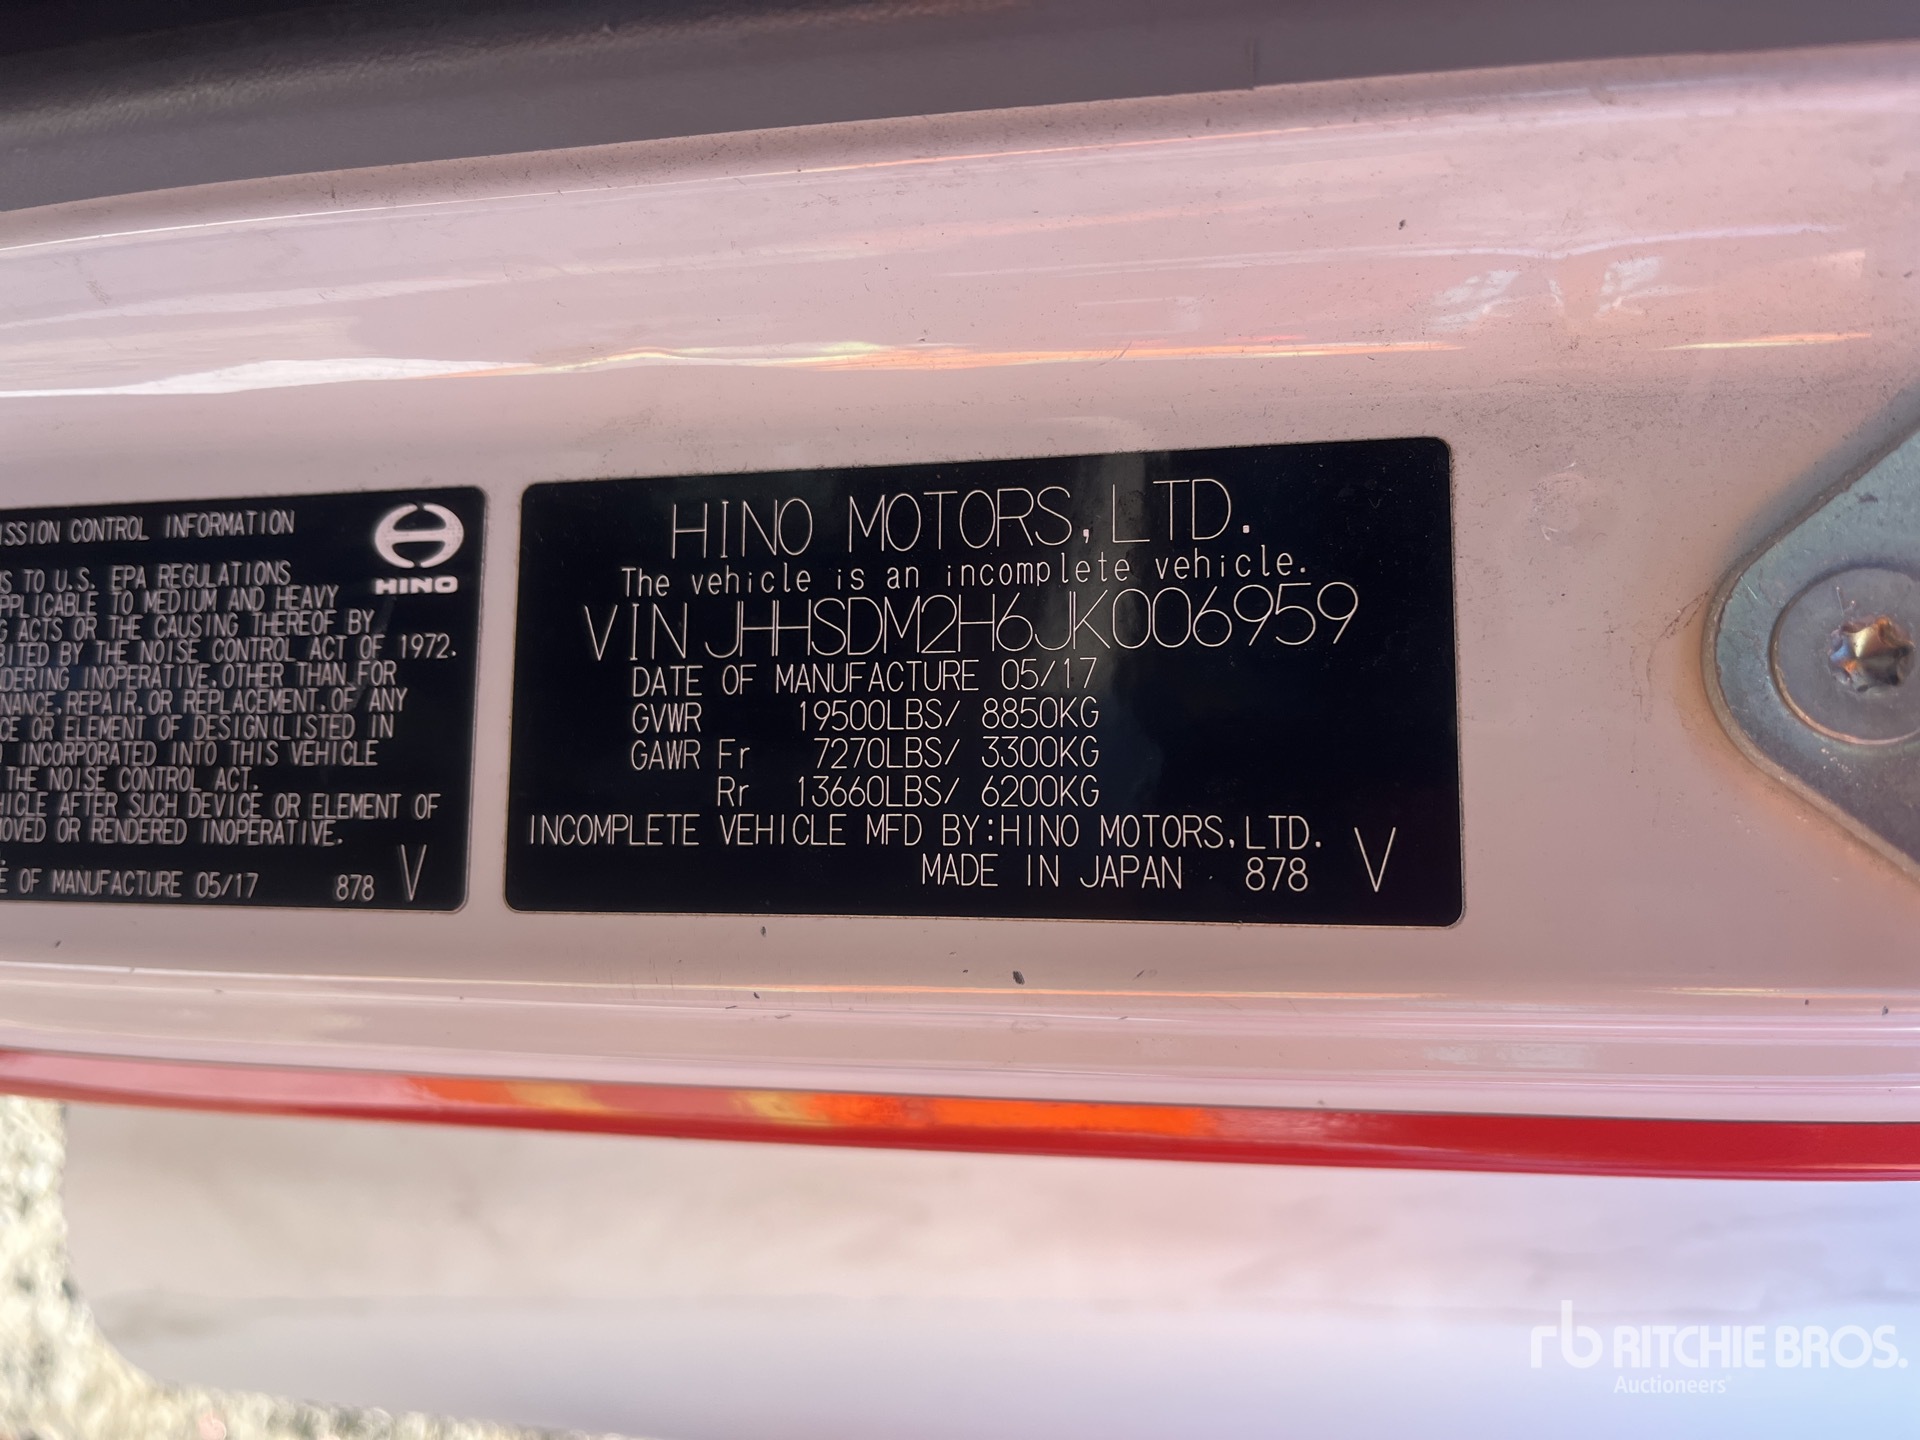 ISSION CONTROL INFORMATION
HINO
TO U.S. EPA REGULATIONS
PPLICABLE TO MEDIUM AND HEAVY
ACTS OR THE CAUSING THEREOF BY
BITED BY THE NOISE CONTROL ACT OF 1972.
DERING INOPERATIVE, OTHER THAN FOR
NANCE, REPAIR, OR REPLACEMENT, OF ANY
CE OR ELEMENT OF DESIGN(LISTED IN
INCORPORATED INTO THIS VEHICLE
THE NOISE CONTROL ACT.
HICLE AFTER SUCH DEVICE OR ELEMENT OF
MOVED OR RENDERED INOPERATIVE.
E OF MANUFACTURE 05/17 878 V
HINO MOTORS, LTD.
The vehicle is an incomplete vehicle.
VIN JHHSDM2H6JK006959
DATE OF MANUFACTURE 05/17
GVWR 19500LBS/ 8850KG
GAWR Fr 7270LBS/ 3300KG
Rr 13660LBS/ 6200KG
INCOMPLETE VEHICLE MFD BY:HINO MOTORS, LTD.
MADE IN JAPAN 878 V
rb RITCHIE BROS.
Auctioneers